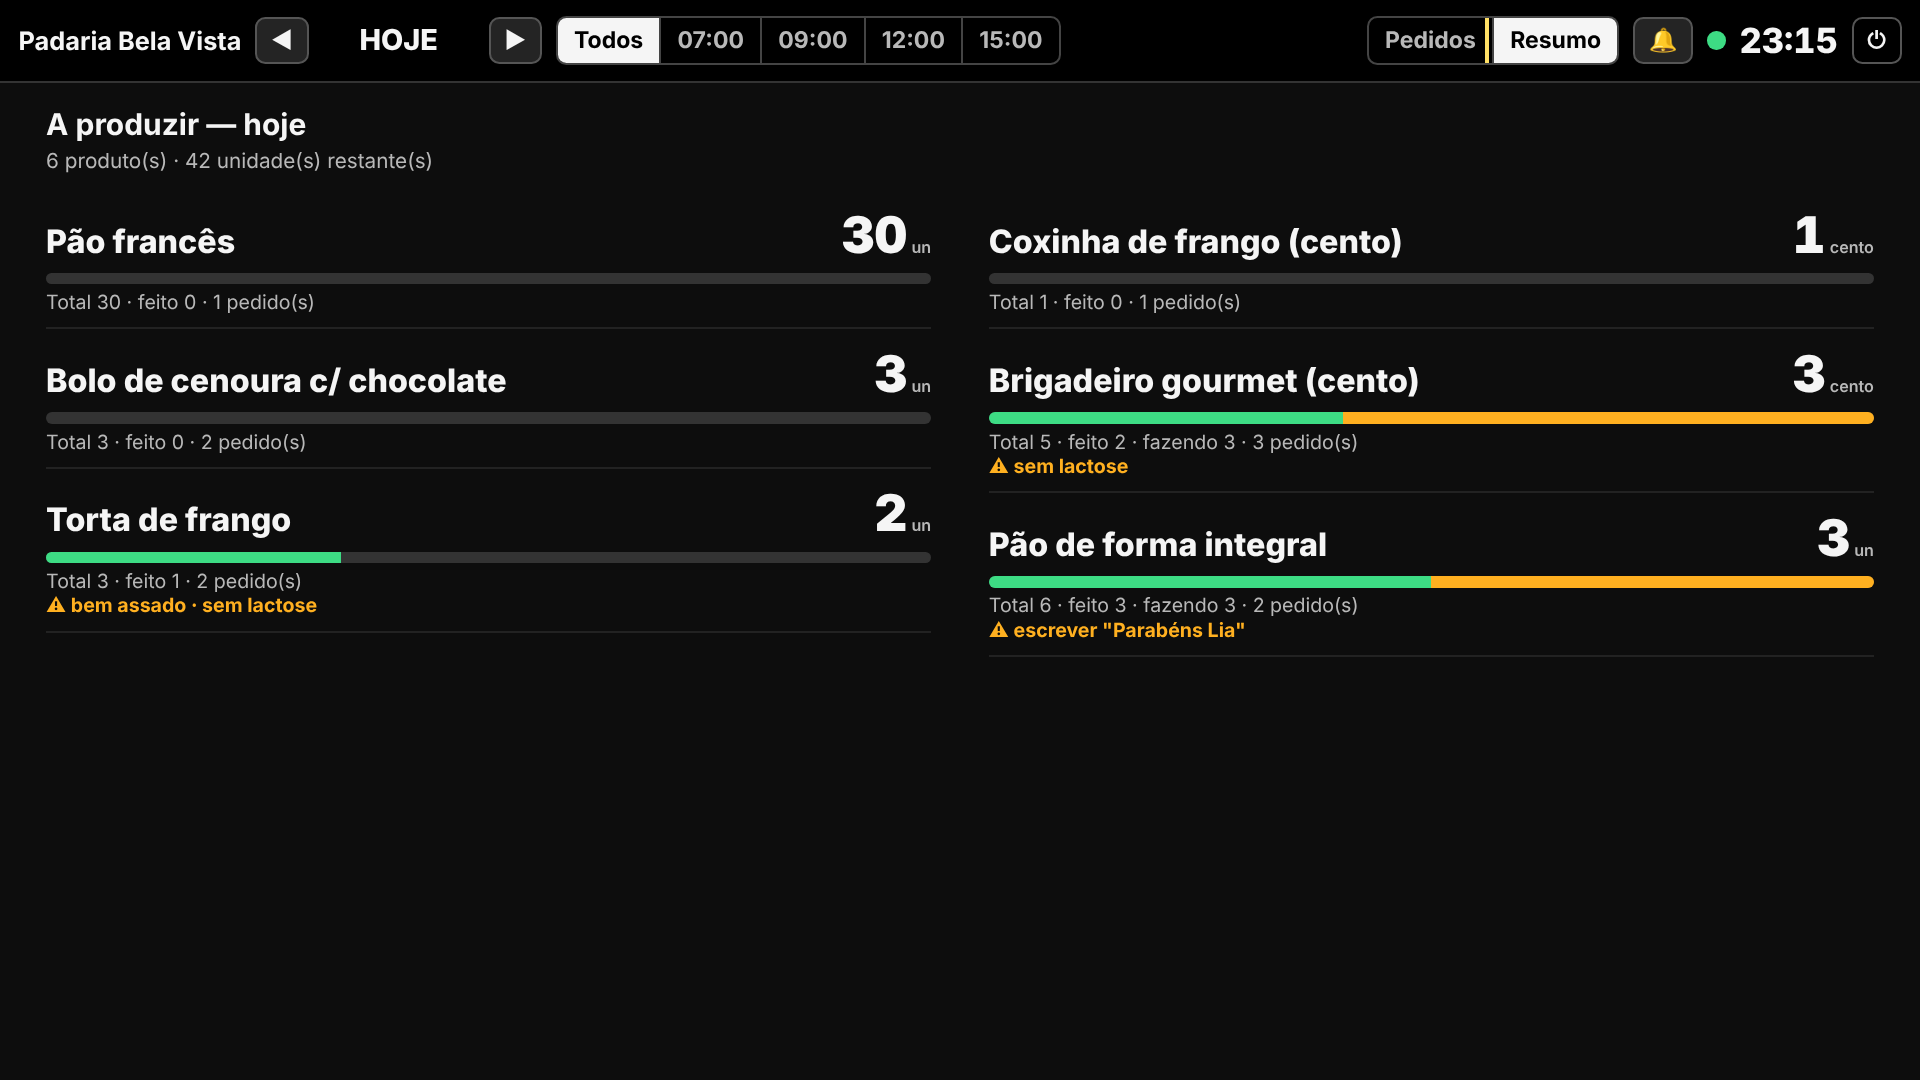 Padaria Bela Vista
◀
HOJE
▶
Todos
07:00
09:00
12:00
15:00
Pedidos
Resumo
23:15
A produzir — hoje
6 produto(s) · 42 unidade(s) restante(s)
Pão francês
30 un
Total 30 · feito 0 · 1 pedido(s)
Bolo de cenoura c/ chocolate
3 un
Total 3 · feito 0 · 2 pedido(s)
Torta de frango
2 un
Total 3 · feito 1 · 2 pedido(s)
⚠ bem assado · sem lactose
Coxinha de frango (cento)
1 cento
Total 1 · feito 0 · 1 pedido(s)
Brigadeiro gourmet (cento)
3 cento
Total 5 · feito 2 · fazendo 3 · 3 pedido(s)
⚠ sem lactose
Pão de forma integral
3 un
Total 6 · feito 3 · fazendo 3 · 2 pedido(s)
⚠ escrever "Parabéns Lia"